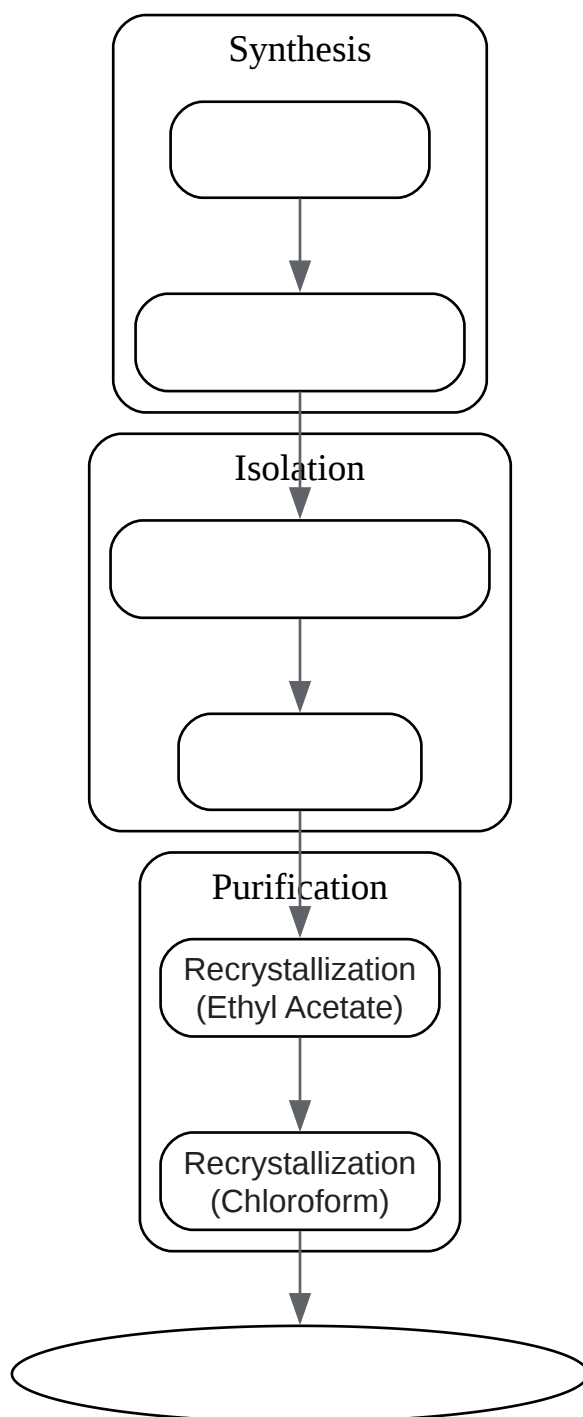 Synthesis
Isolation
Purification
Recrystallization
(Ethyl Acetate)
Recrystallization
(Chloroform)